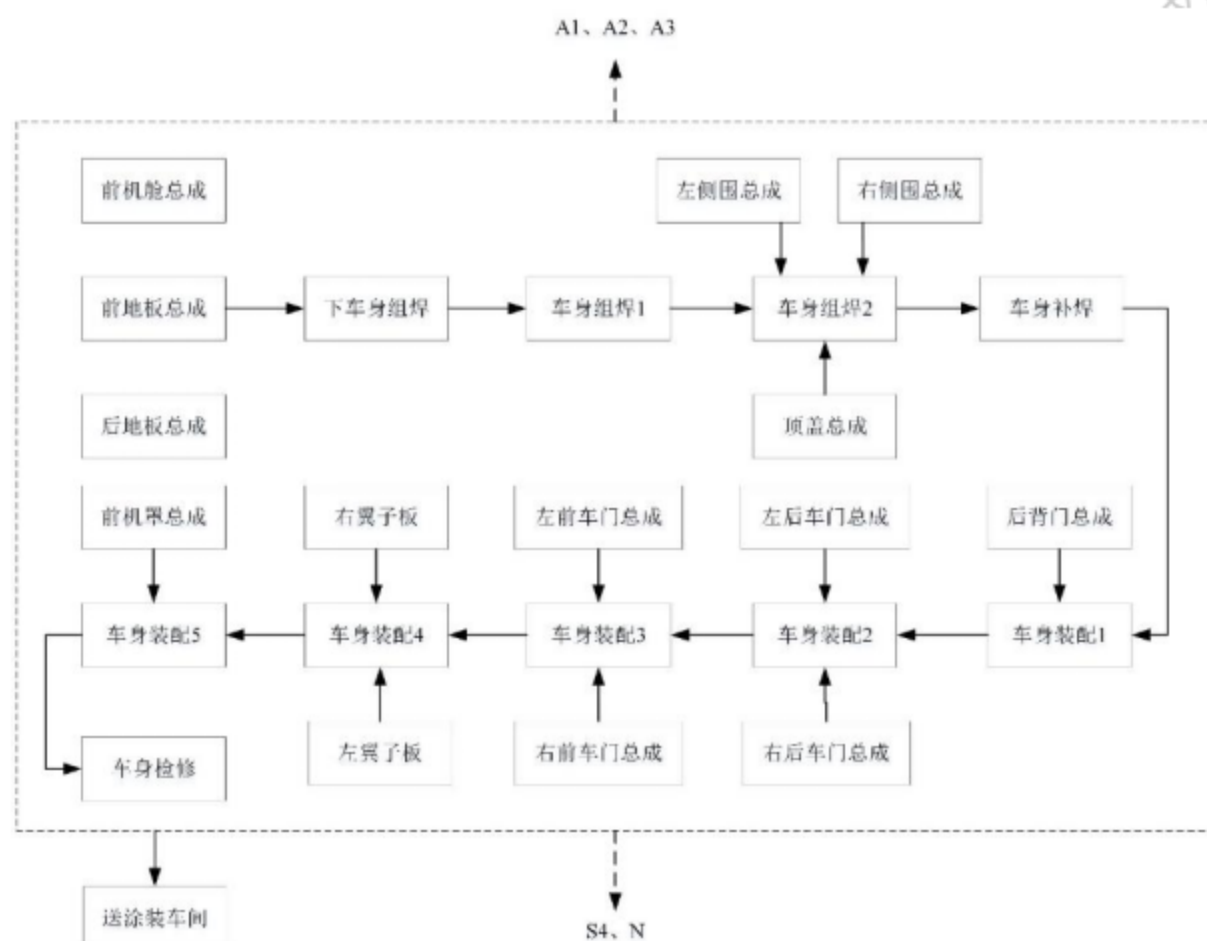 A1、A2、A3
前机舱总成
左侧围总成
右侧围总成
前地板总成
下车身组焊
车身组焊1
车身组焊2
车身补焊
后地板总成
顶盖总成
前机罩总成
右翼子板
左前车门总成
左后车门总成
后背门总成
车身装配5
车身装配4
车身装配3
车身装配2
车身装配1
车身检修
左翼子板
右前车门总成
右后车门总成
送涂装车间
S4、N